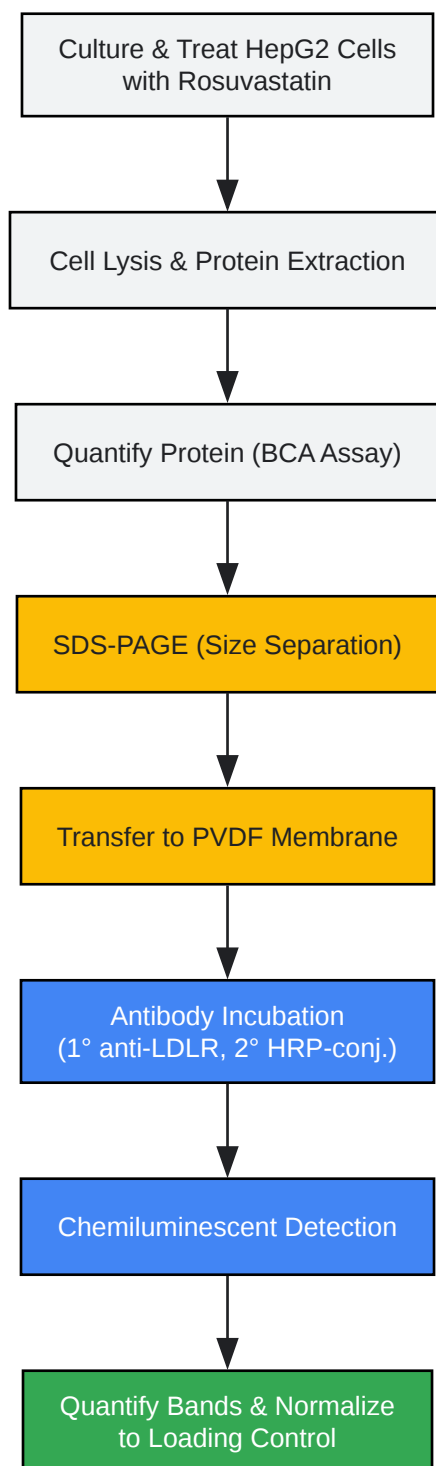 Culture & Treat HepG2 Cells
with Rosuvastatin
Cell Lysis & Protein Extraction
Quantify Protein (BCA Assay)
SDS-PAGE (Size Separation)
Transfer to PVDF Membrane
Antibody Incubation
(1° anti-LDLR, 2° HRP-conj.)
Chemiluminescent Detection
Quantify Bands & Normalize
to Loading Control